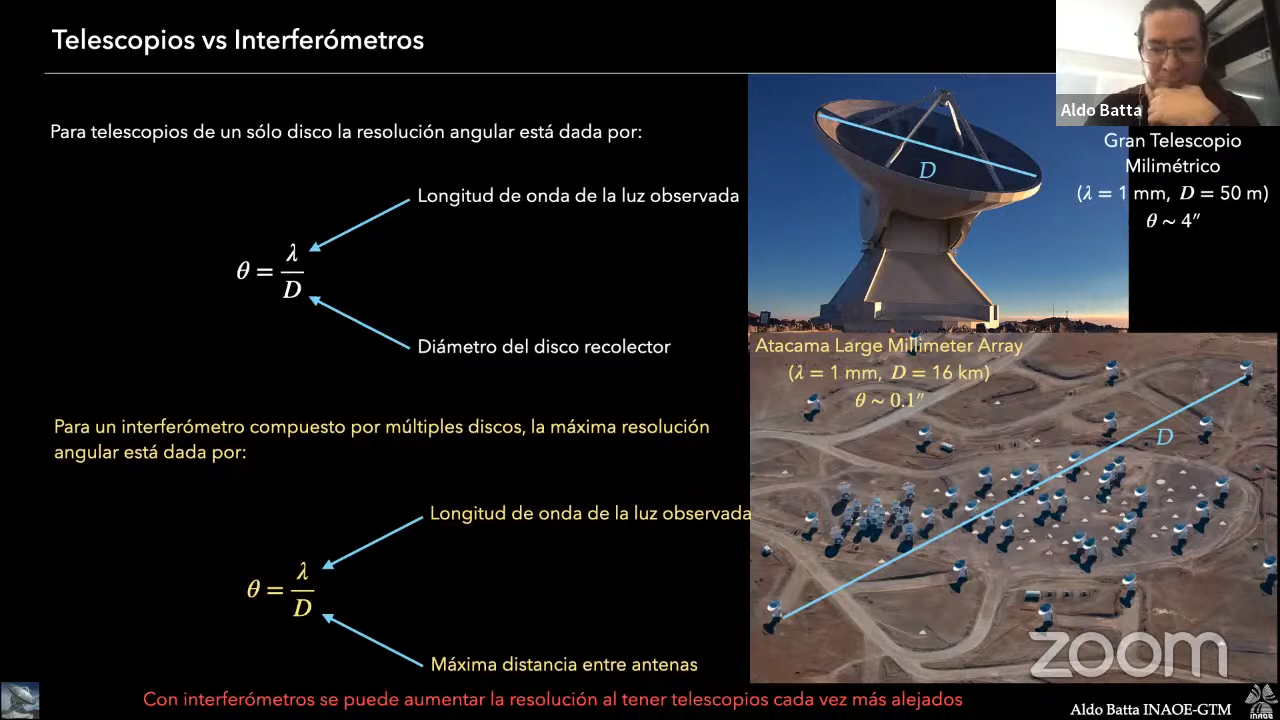 Telescopios vs Interferómetros
Aldo Batta
Para telescopios de un sólo disco la resolución angular está dada por:
Longitud de onda de la luz observada
θ = λ / D
Diámetro del disco recolector
D
Gran Telescopio
Milimétrico
(λ = 1 mm, D = 50 m)
θ ~ 4″
Para un interferómetro compuesto por múltiples discos, la máxima resolución
angular está dada por:
Longitud de onda de la luz observada
θ = λ / D
Máxima distancia entre antenas
Atacama Large Millimeter Array
(λ = 1 mm, D = 16 km)
θ ~ 0.1″
D
zoom
Con interferómetros se puede aumentar la resolución al tener telescopios cada vez más alejados
Aldo Batta INAOE-GTM
inaoe